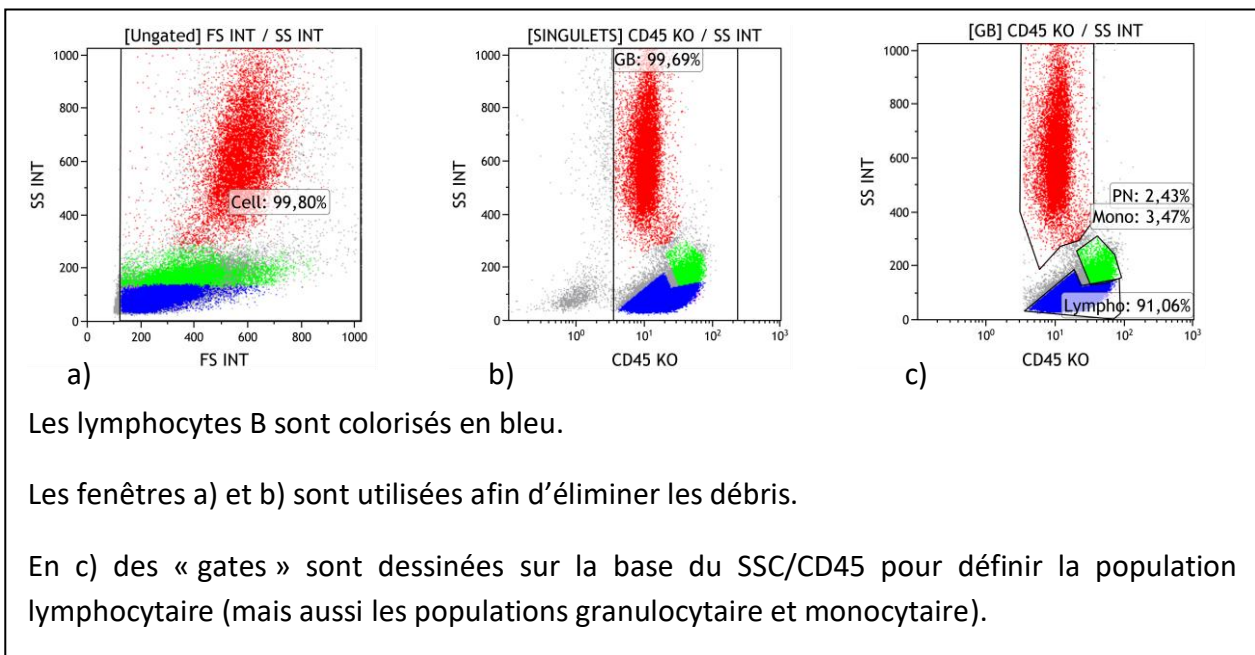 [Ungated] FS INT / SS INT
1000
800
600
400
200
0
SS INT
Cell: 99,80%
0
200
400
600
800
1000
FS INT
a)
[SINGULETS] CD45 KO / SS INT
GB: 99,69%
1000
800
600
400
200
0
SS INT
10⁰
10¹
10²
10³
CD45 KO
b)
[GB] CD45 KO / SS INT
1000
800
600
400
200
0
SS INT
PN: 2,43%
Mono: 3,47%
Lympho: 91,06%
10⁰
10¹
10²
10³
CD45 KO
c)
Les lymphocytes B sont colorisés en bleu.
Les fenêtres a) et b) sont utilisées afin d’éliminer les débris.
En c) des « gates » sont dessinées sur la base du SSC/CD45 pour définir la population
lymphocytaire (mais aussi les populations granulocytaire et monocytaire).